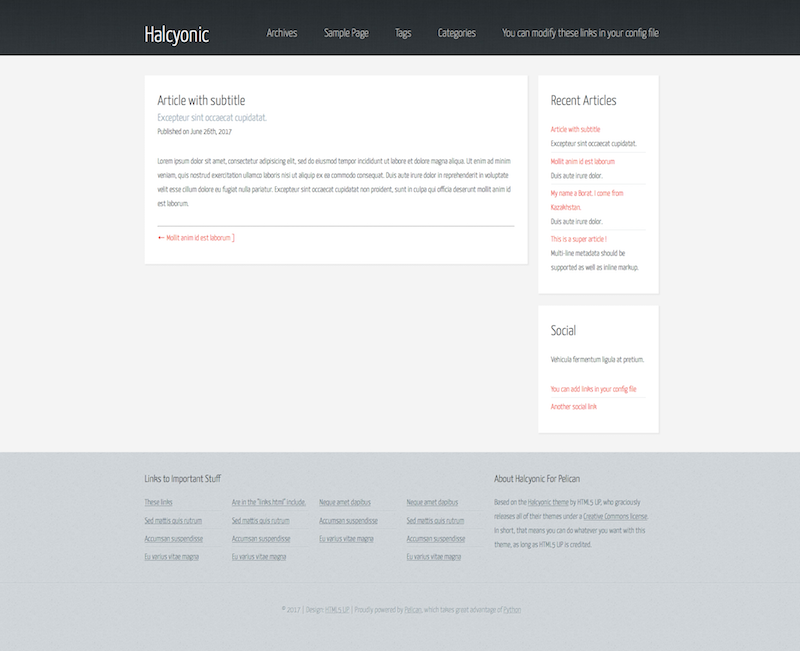 Halcyonic
Archives
Sample Page
Tags
Categories
You can modify these links in your config file
Article with subtitle
Excepteur sint occaecat cupidatat.
Published on June 26th, 2017
Lorem ipsum dolor sit amet, consectetur adipisicing elit, sed do eiusmod tempor incididunt ut labore et dolore magna aliqua. Ut enim ad minim
veniam, quis nostrud exercitation ullamco laboris nisi ut aliquip ex ea commodo consequat. Duis aute irure dolor in reprehenderit in voluptate
velit esse cillum dolore eu fugiat nulla pariatur. Excepteur sint occaecat cupidatat non proident, sunt in culpa qui officia deserunt mollit anim id
est laborum.
← Mollit anim id est laborum ]
Recent Articles
Article with subtitle
Excepteur sint occaecat cupidatat.
Mollit anim id est laborum
Duis aute irure dolor.
My name a Borat. I come from
Kazakhstan.
Duis aute irure dolor.
This is a super article !
Multi-line metadata should be
supported as well as inline markup.
Social
Vehicula fermentum ligula at pretium.
You can add links in your config file
Another social link
Links to Important Stuff
These links
Are in the "links.html" include.
Neque amet dapibus
Neque amet dapibus
Sed mattis quis rutrum
Sed mattis quis rutrum
Accumsan suspendisse
Sed mattis quis rutrum
Accumsan suspendisse
Accumsan suspendisse
Eu varius vitae magna
Accumsan suspendisse
Eu varius vitae magna
Eu varius vitae magna
Eu varius vitae magna
About Halcyonic For Pelican
Based on the Halcyonic theme by HTML5 UP, who graciously
releases all of their themes under a Creative Commons license.
In short, that means you can do whatever you want with this
theme, as long as HTML5 UP is credited.
© 2017 | Design: HTML5 UP | Proudly powered by Pelican, which takes great advantage of Python